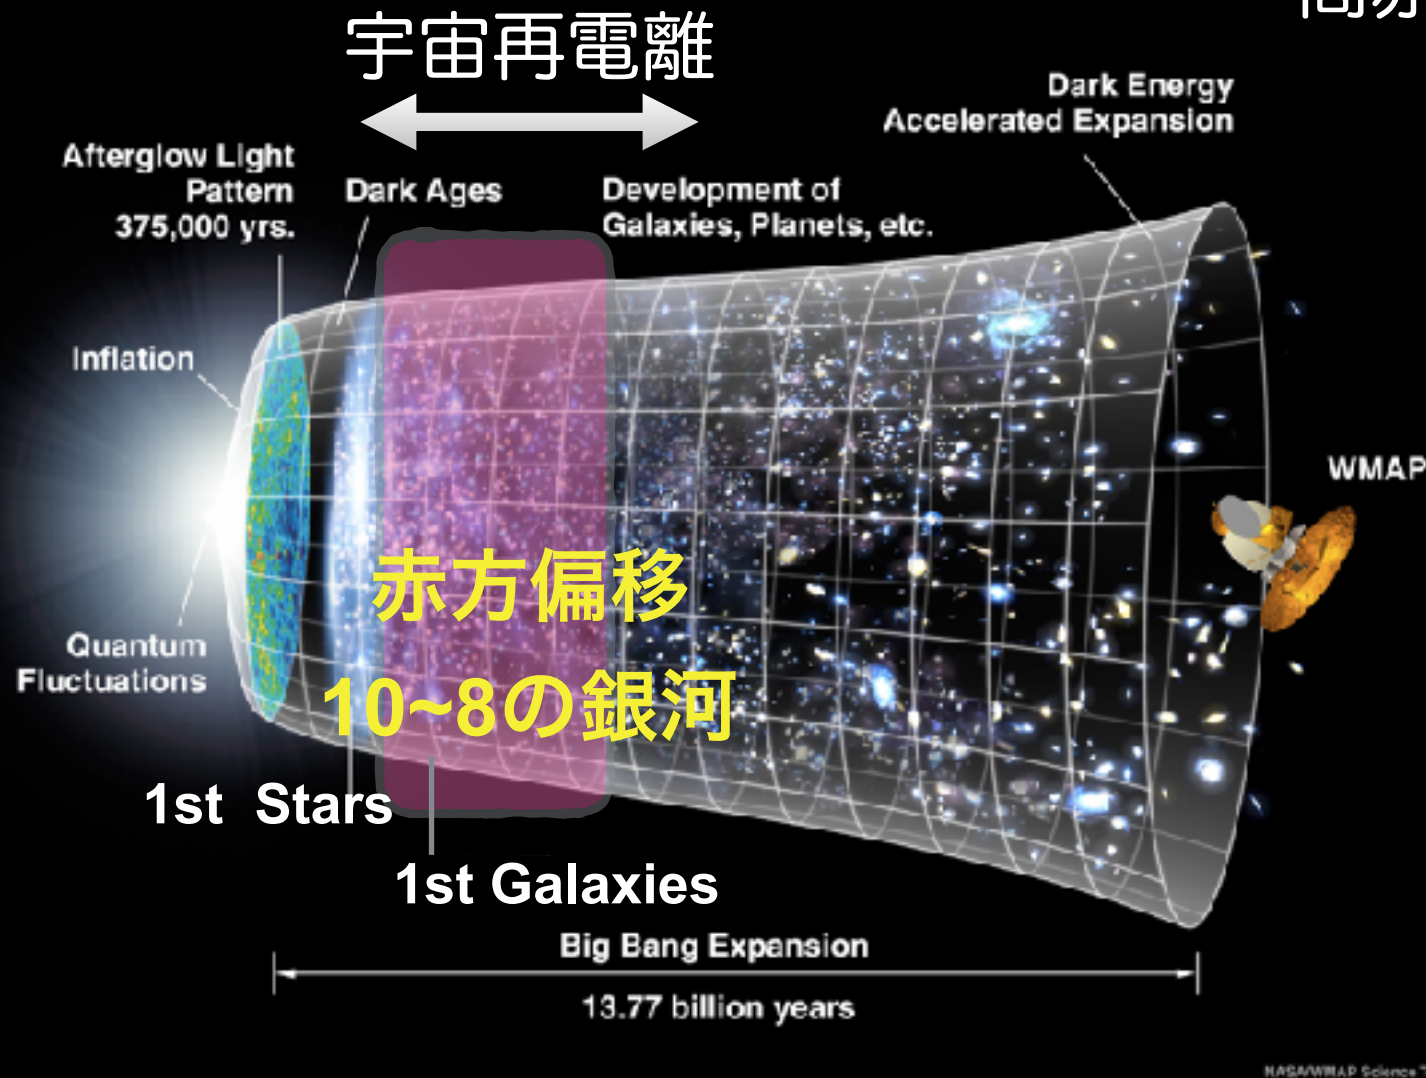 宇宙再電離
Dark Energy
Accelerated Expansion
Afterglow Light
Pattern
375,000 yrs.
Dark Ages
Development of
Galaxies, Planets, etc.
Inflation
WMAP
赤方偏移
10~8の銀河
Quantum
Fluctuations
1st Stars
1st Galaxies
Big Bang Expansion
13.77 billion years
NASA/WMAP Science